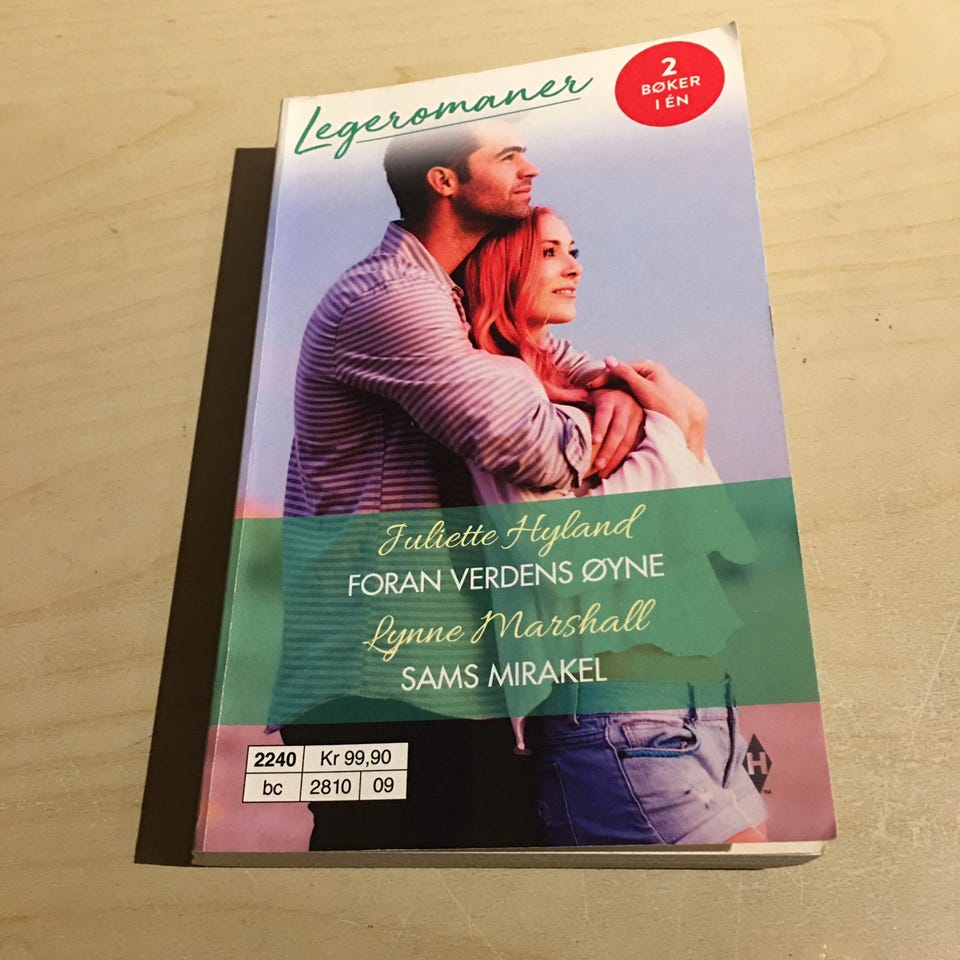 Legeromaner
2
BØKER
I ÉN
Juliette Hyland
FORAN VERDENS ØYNE
Lynne Marshall
SAMS MIRAKEL
2240 Kr 99,90
bc 2810 09
H
TM